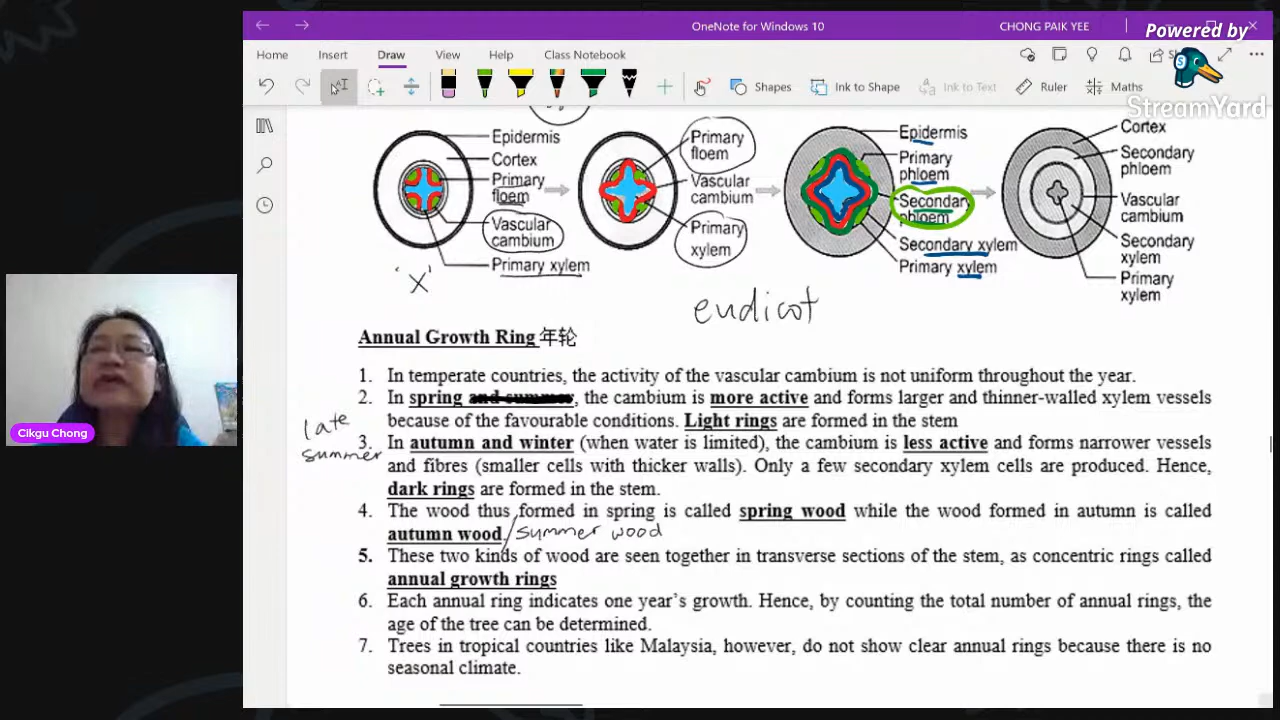 OneNote for Windows 10
CHONG PAIK YEE
Powered by
StreamYard
Home Insert Draw View Help Class Notebook
Shapes Ink to Shape Ink to Text Ruler Maths
Epidermis
Cortex
Primary
floem
Vascular
cambium
Primary xylem
'X'
Primary
floem
Vascular
cambium
Primary
xylem
Epidermis
Primary
phloem
Secondary
phloem
Secondary xylem
Primary xylem
Cortex
Secondary
phloem
Vascular
cambium
Secondary
xylem
Primary
xylem
eudicot
Annual Growth Ring 年轮
1. In temperate countries, the activity of the vascular cambium is not uniform throughout the year.
2. In spring and summer, the cambium is more active and forms larger and thinner-walled xylem vessels
because of the favourable conditions. Light rings are formed in the stem
late
summer
3. In autumn and winter (when water is limited), the cambium is less active and forms narrower vessels
and fibres (smaller cells with thicker walls). Only a few secondary xylem cells are produced. Hence,
dark rings are formed in the stem.
4. The wood thus formed in spring is called spring wood while the wood formed in autumn is called
autumn wood./summer wood
5. These two kinds of wood are seen together in transverse sections of the stem, as concentric rings called
annual growth rings
6. Each annual ring indicates one year's growth. Hence, by counting the total number of annual rings, the
age of the tree can be determined.
7. Trees in tropical countries like Malaysia, however, do not show clear annual rings because there is no
seasonal climate.
Cikgu Chong